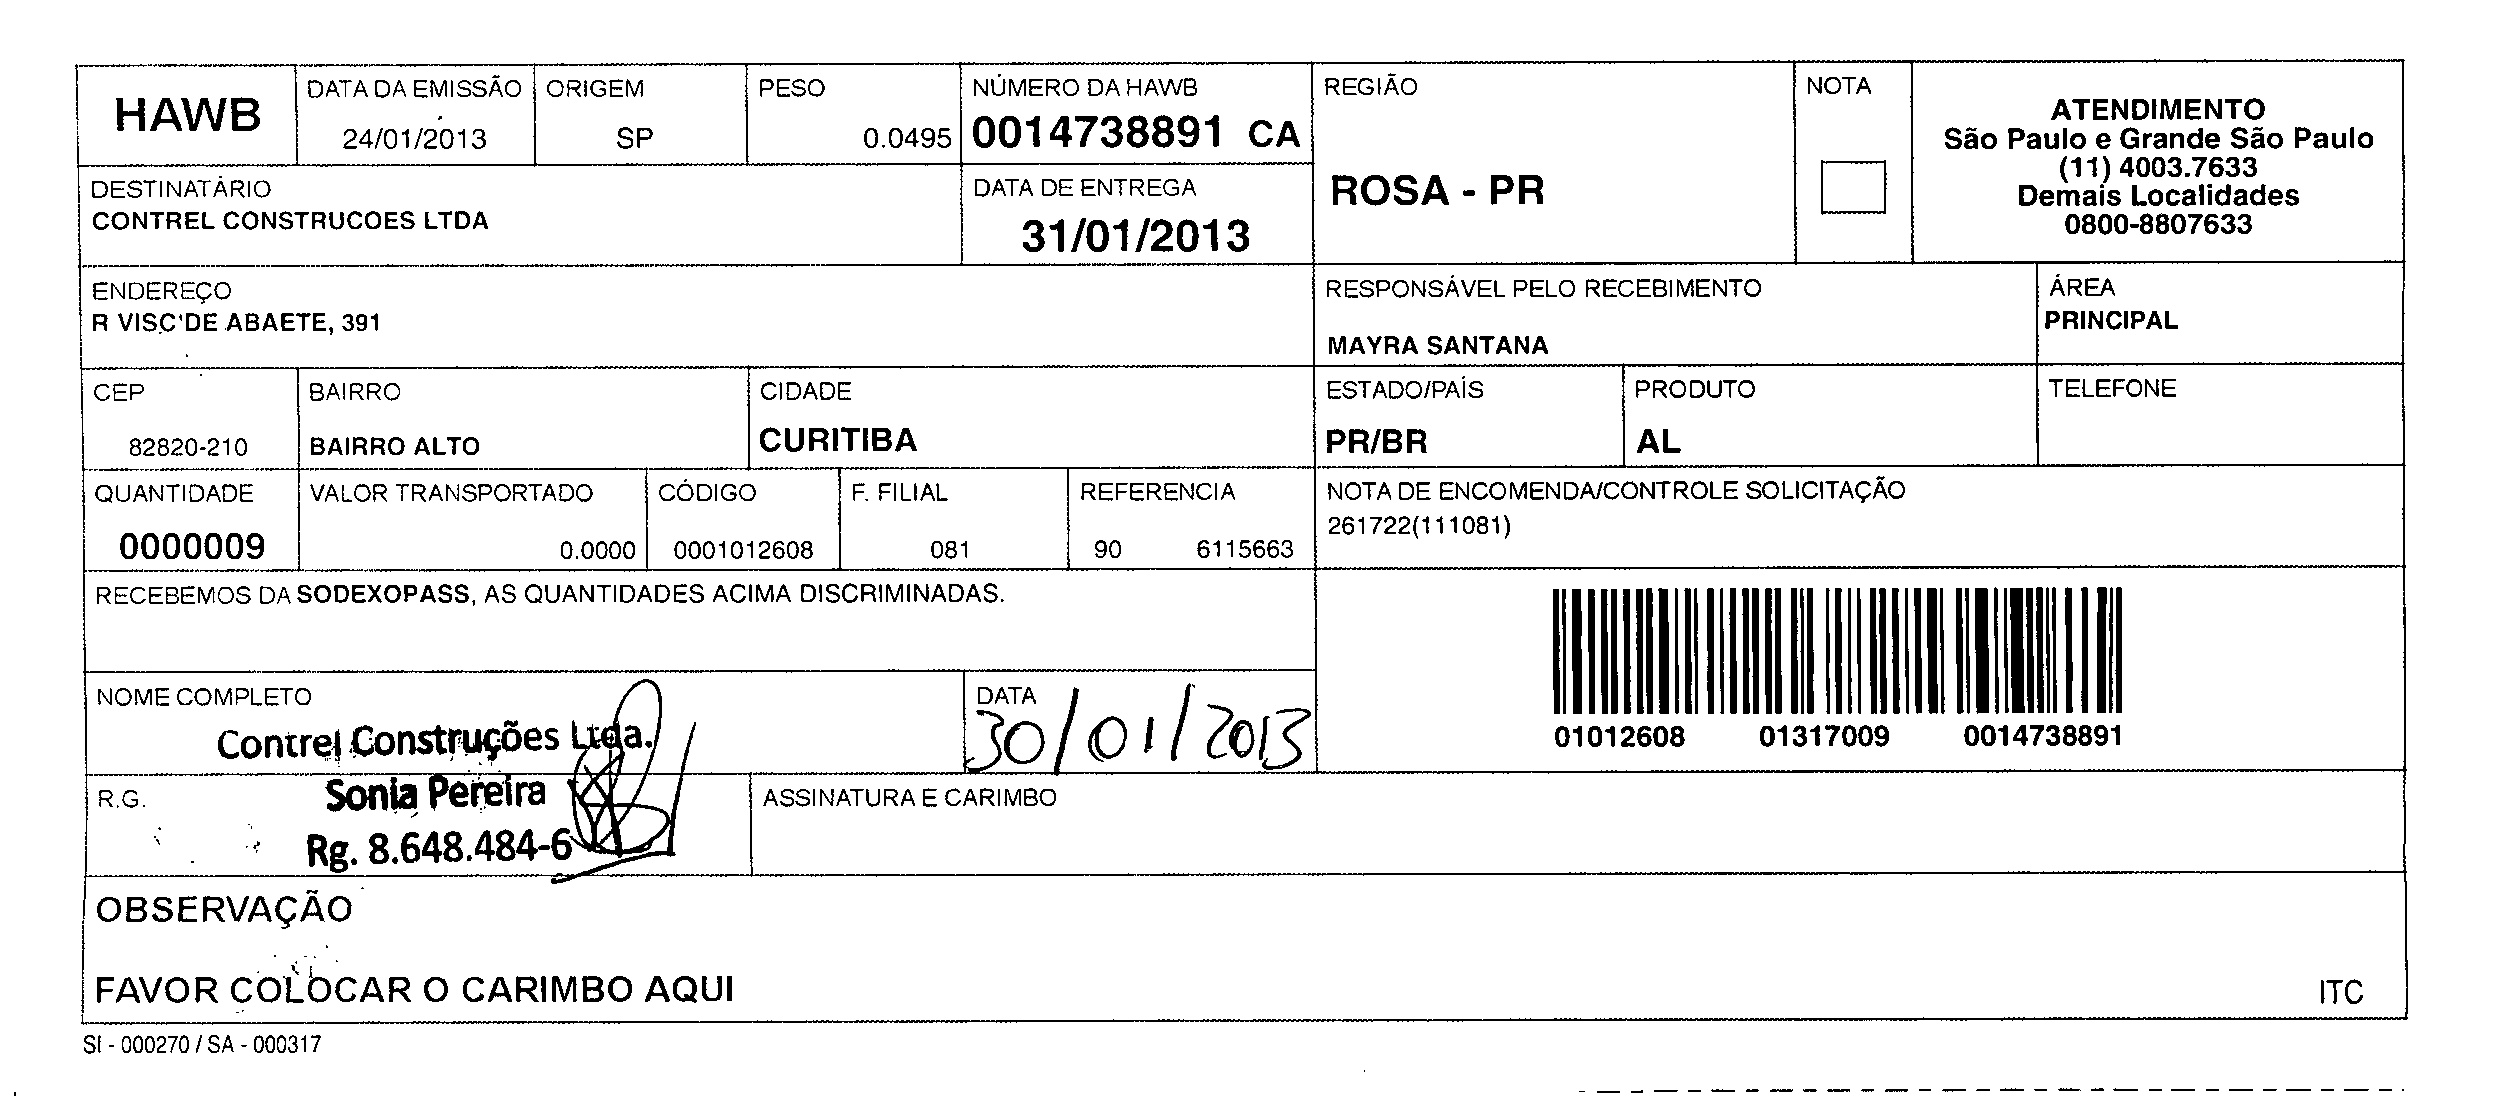 HAWB
DATA DA EMISSÃO
24/01/2013
ORIGEM
SP
PESO
0.0495
NÚMERO DA HAWB
0014738891 CA
REGIÃO
ROSA - PR
NOTA
ATENDIMENTO
São Paulo e Grande São Paulo
(11) 4003.7633
Demais Localidades
0800-8807633
DESTINATÁRIO
CONTREL CONSTRUCOES LTDA
DATA DE ENTREGA
31/01/2013
ENDEREÇO
R VISC'DE ABAETE, 391
RESPONSÁVEL PELO RECEBIMENTO
MAYRA SANTANA
ÁREA
PRINCIPAL
CEP
82820-210
BAIRRO
BAIRRO ALTO
CIDADE
CURITIBA
ESTADO/PAÍS
PR/BR
PRODUTO
AL
TELEFONE
QUANTIDADE
0000009
VALOR TRANSPORTADO
0.0000
CÓDIGO
0001012608
F. FILIAL
081
REFERENCIA
90 6115663
NOTA DE ENCOMENDA/CONTROLE SOLICITAÇÃO
261722(111081)
RECEBEMOS DA SODEXOPASS, AS QUANTIDADES ACIMA DISCRIMINADAS.
01012608 01317009 0014738891
NOME COMPLETO
Contrel Construções Ltda.
DATA
30/01/2013
R.G.
Sonia Pereira
Rg. 8.648.484-6
ASSINATURA E CARIMBO
OBSERVAÇÃO
FAVOR COLOCAR O CARIMBO AQUI
ITC
SI - 000270 / SA - 000317